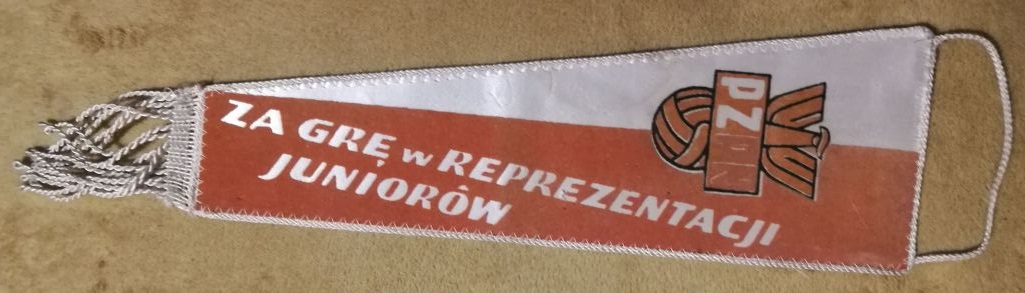 PZPN
ZA GRĘ w REPREZENTACJI
JUNIORÓW